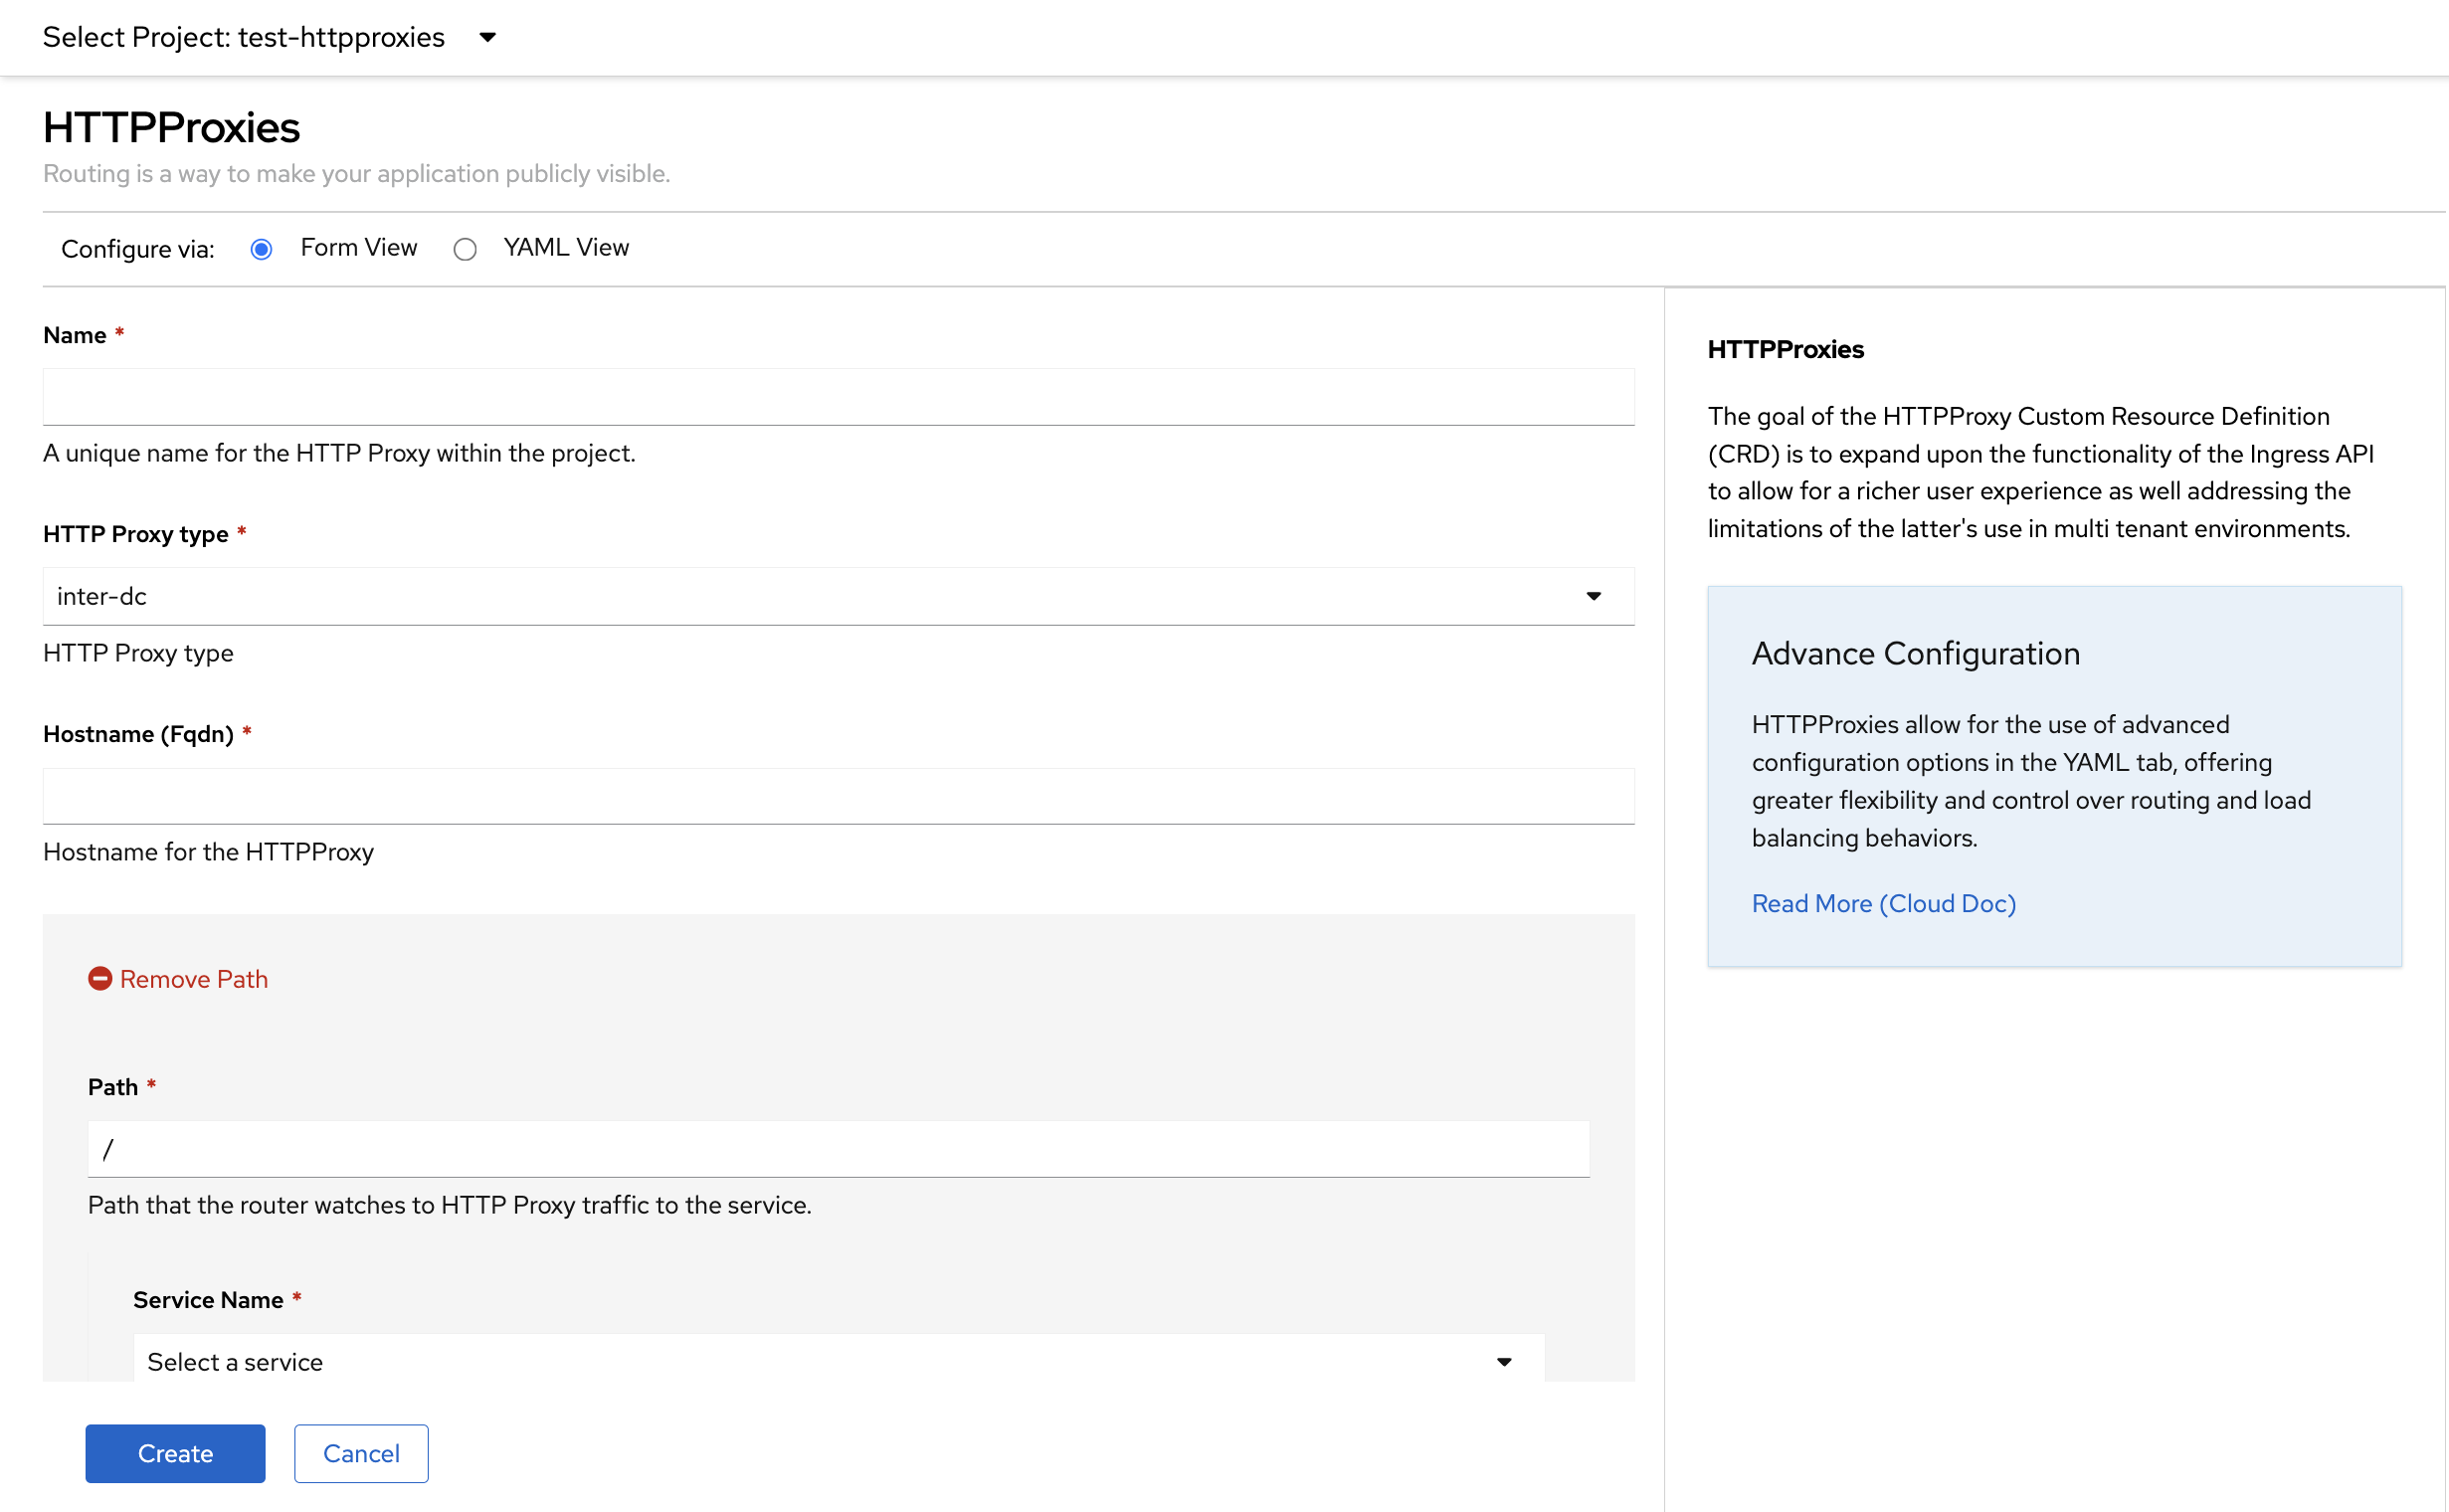 Select Project: test-httpproxies
HTTPProxies
Routing is a way to make your application publicly visible.
Configure via: Form View YAML View
Name *
A unique name for the HTTP Proxy within the project.
HTTP Proxy type *
inter-dc
HTTP Proxy type
Hostname (Fqdn) *
Hostname for the HTTPProxy
Remove Path
Path *
/
Path that the router watches to HTTP Proxy traffic to the service.
Service Name *
Select a service
Create Cancel
HTTPProxies
The goal of the HTTPProxy Custom Resource Definition
(CRD) is to expand upon the functionality of the Ingress API
to allow for a richer user experience as well addressing the
limitations of the latter's use in multi tenant environments.
Advance Configuration
HTTPProxies allow for the use of advanced
configuration options in the YAML tab, offering
greater flexibility and control over routing and load
balancing behaviors.
Read More (Cloud Doc)